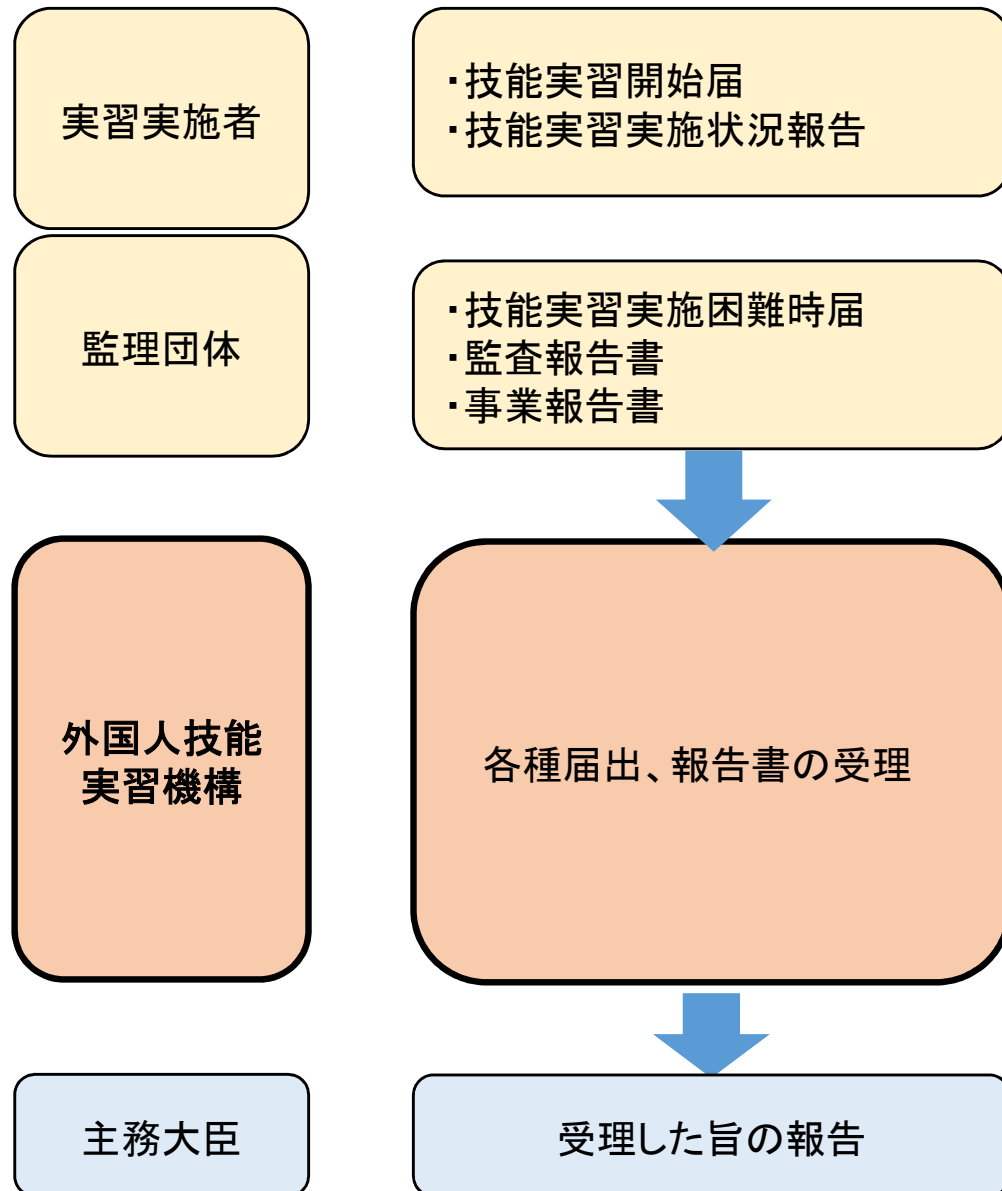 実習実施者
・技能実習開始届
・技能実習実施状況報告
監理団体
・技能実習実施困難時届
・監査報告書
・事業報告書
外国人技能
実習機構
各種届出、報告書の受理
主務大臣
受理した旨の報告